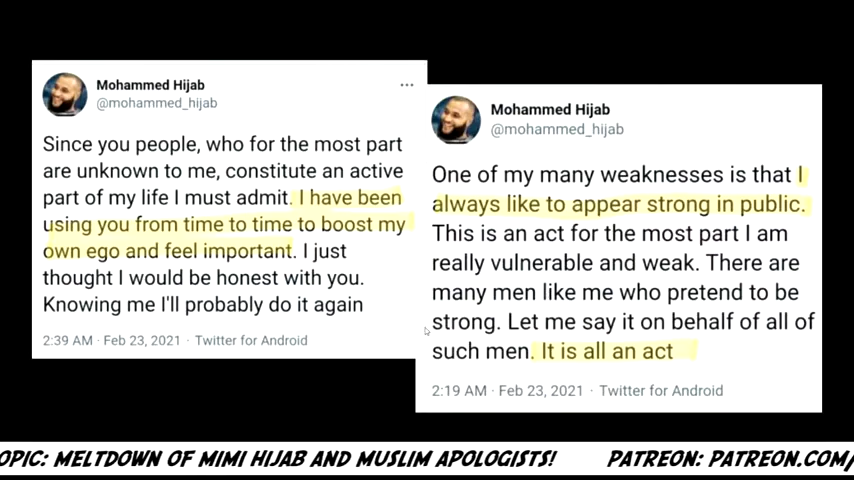 Mohammed Hijab
@mohammed_hijab
Since you people, who for the most part
are unknown to me, constitute an active
part of my life I must admit. I have been
using you from time to time to boost my
own ego and feel important. I just
thought I would be honest with you.
Knowing me I'll probably do it again
2:39 AM · Feb 23, 2021 · Twitter for Android
Mohammed Hijab
@mohammed_hijab
One of my many weaknesses is that I
always like to appear strong in public.
This is an act for the most part I am
really vulnerable and weak. There are
many men like me who pretend to be
strong. Let me say it on behalf of all of
such men. It is all an act
2:19 AM · Feb 23, 2021 · Twitter for Android
OPIC: MELTDOWN OF MIMI HIJAB AND MUSLIM APOLOGISTS! PATREON: PATREON.COM/